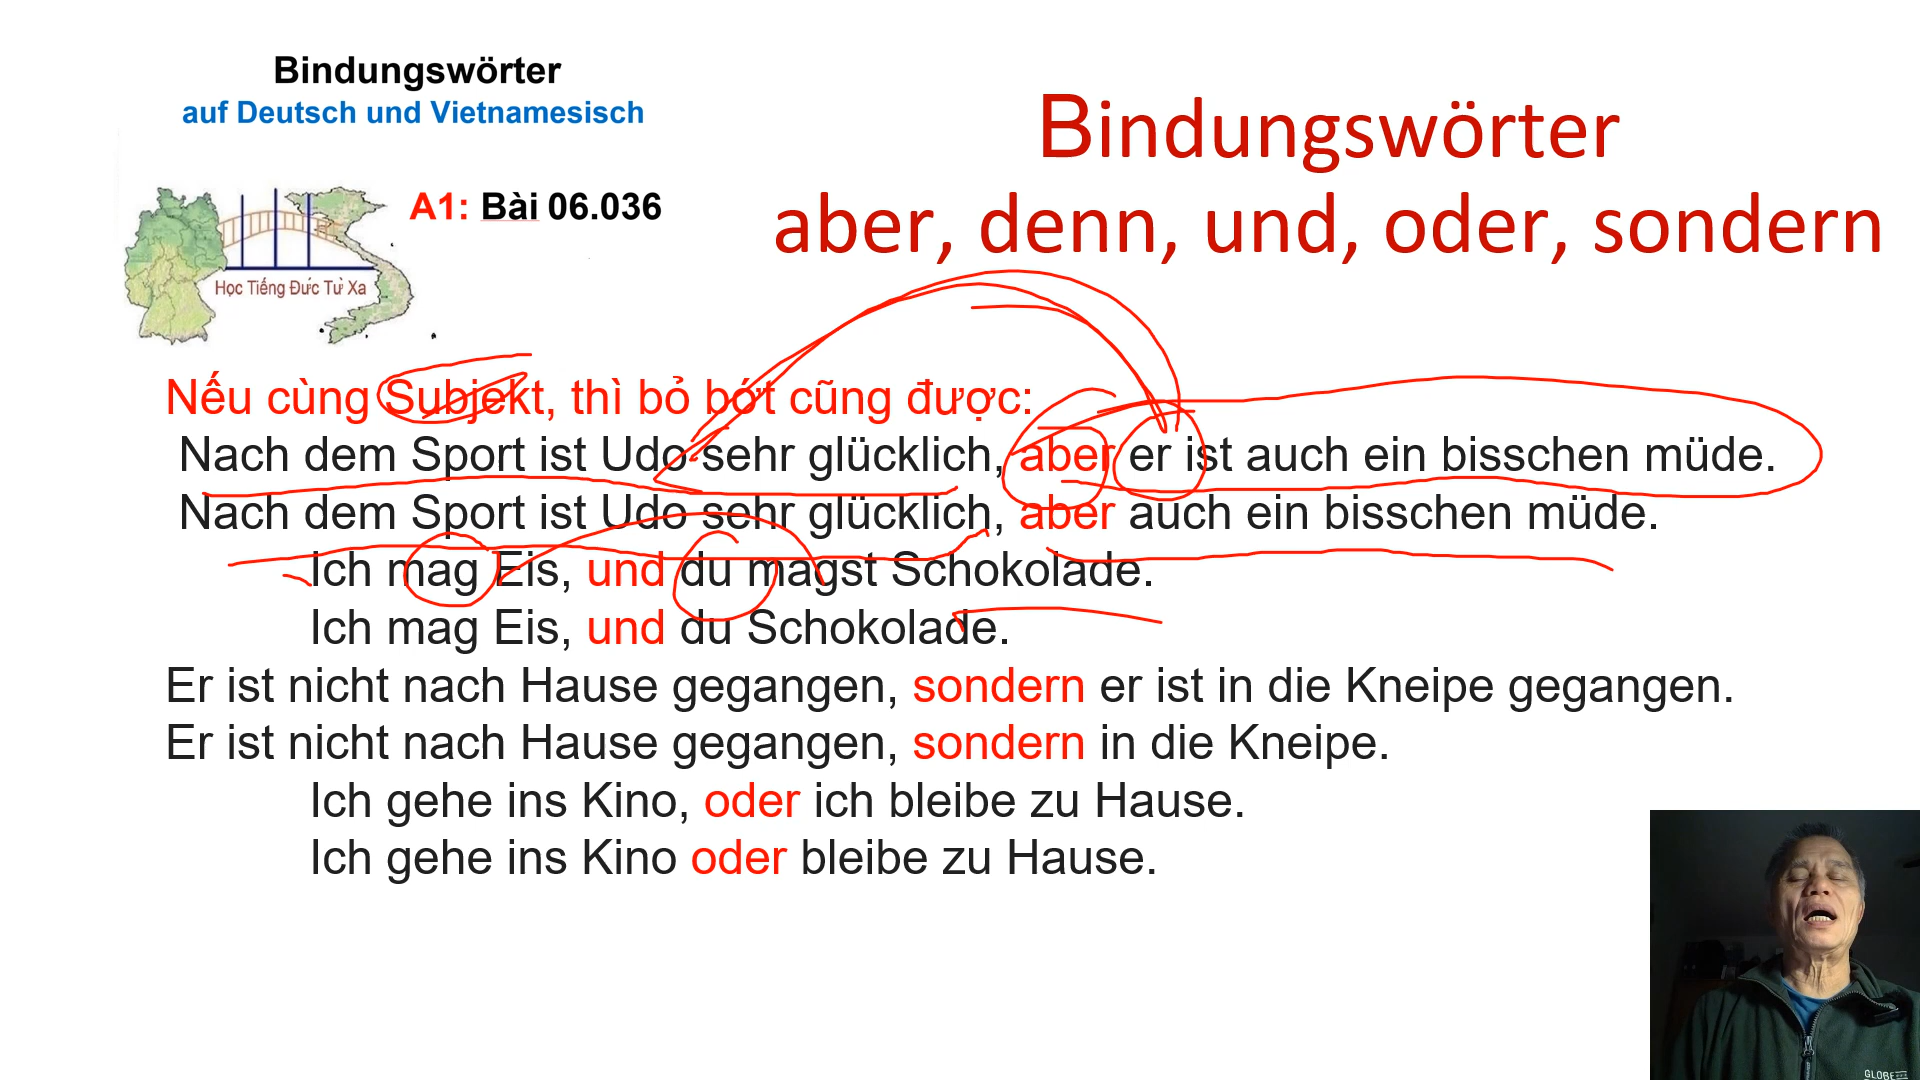 Bindungswörter
auf Deutsch und Vietnamesisch
A1: Bài 06.036
Học Tiếng Đức Từ Xa
Bindungswörter
aber, denn, und, oder, sondern
Nếu cùng Subjekt, thì bỏ bớt cũng được:
Nach dem Sport ist Udo sehr glücklich, aber er ist auch ein bisschen müde.
Nach dem Sport ist Udo sehr glücklich, aber auch ein bisschen müde.
Ich mag Eis, und du magst Schokolade.
Ich mag Eis, und du Schokolade.
Er ist nicht nach Hause gegangen, sondern er ist in die Kneipe gegangen.
Er ist nicht nach Hause gegangen, sondern in die Kneipe.
Ich gehe ins Kino, oder ich bleibe zu Hause.
Ich gehe ins Kino oder bleibe zu Hause.